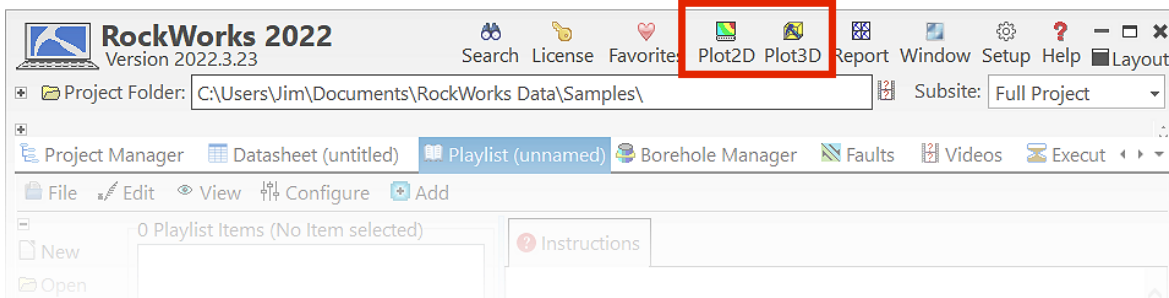 RockWorks 2022
Version 2022.3.23
Search License Favorites Plot2D Plot3D Report Window Setup Help Layout
Project Folder: C:\Users\Jim\Documents\RockWorks Data\Samples\ Subsite: Full Project
Project Manager Datasheet (untitled) Playlist (unnamed) Borehole Manager Faults Videos Execut
File Edit View Configure Add
0 Playlist Items (No Item selected)
New
Instructions
Open